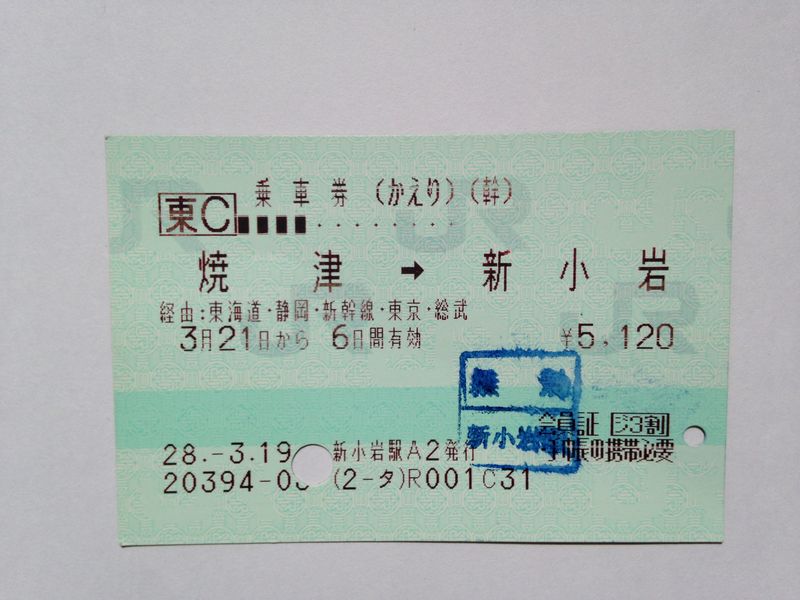 乗車券 (かえり)(幹)
東C
焼津 → 新小岩
経由:東海道・静岡・新幹線・東京・総武
3月21日から 6日間有効 ¥5,120
会員証 ジ3割
手帳の携帯必要
28.-3.19 新小岩駅A2発行
20394-0 (2-タ)R001C31
新小岩